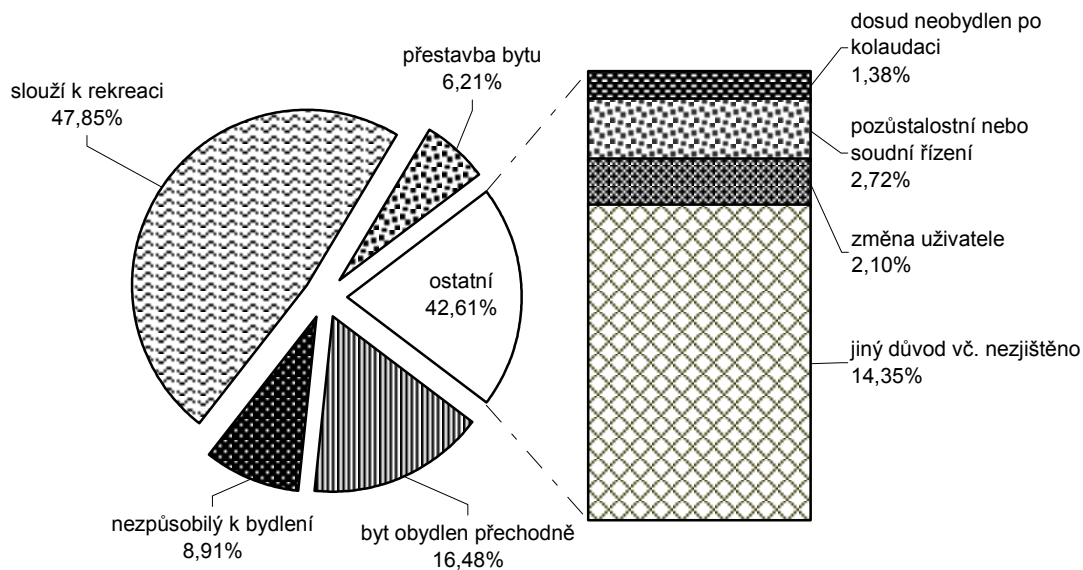 dosud neobydlen po
kolaudaci
1,38%
přestavba bytu
6,21%
slouží k rekreaci
47,85%
pozůstalostní nebo
soudní řízení
2,72%
změna uživatele
2,10%
ostatní
42,61%
jiný důvod vč. nezjištěno
14,35%
nezpůsobilý k bydlení
8,91%
byt obydlen přechodně
16,48%